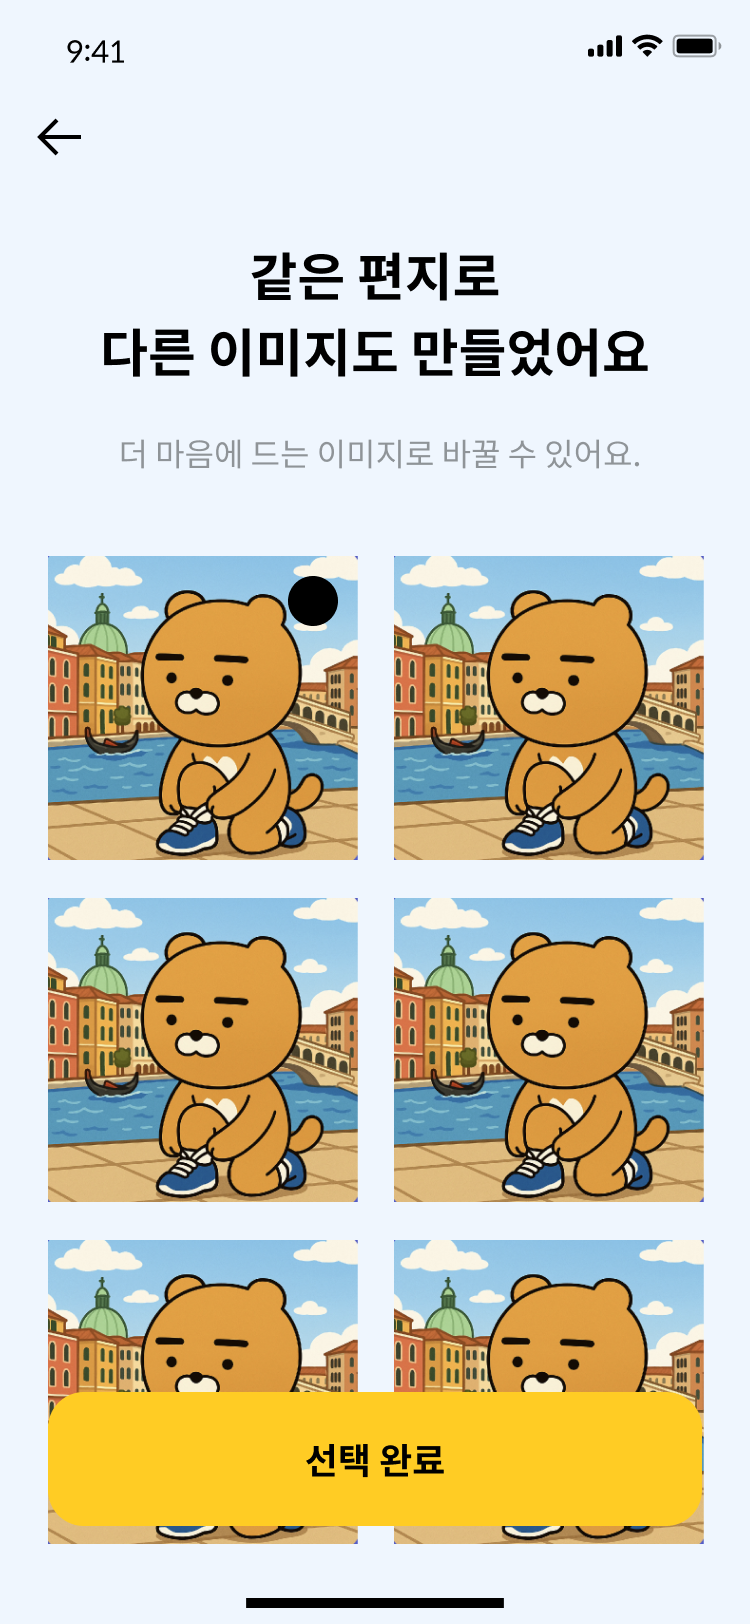 9:41
같은 편지로
다른 이미지도 만들었어요
더 마음에 드는 이미지로 바꿀 수 있어요.
선택 완료